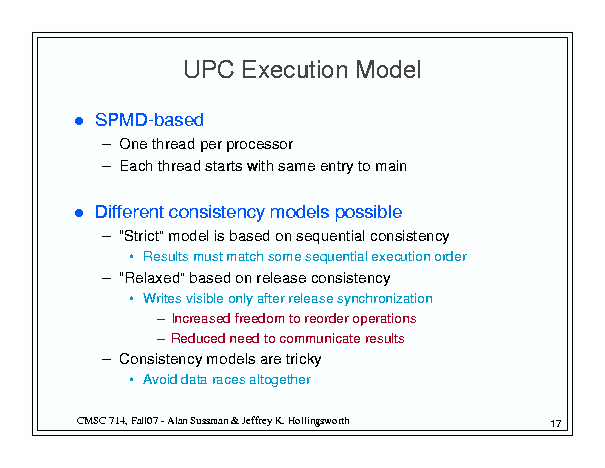 UPC Execution Model
● SPMD-based
– One thread per processor
– Each thread starts with same entry to main
● Different consistency models possible
– "Strict" model is based on sequential consistency
• Results must match some sequential execution order
– "Relaxed" based on release consistency
• Writes visible only after release synchronization
– Increased freedom to reorder operations
– Reduced need to communicate results
– Consistency models are tricky
• Avoid data races altogether
CMSC 714, Fall07 - Alan Sussman & Jeffrey K. Hollingsworth
17